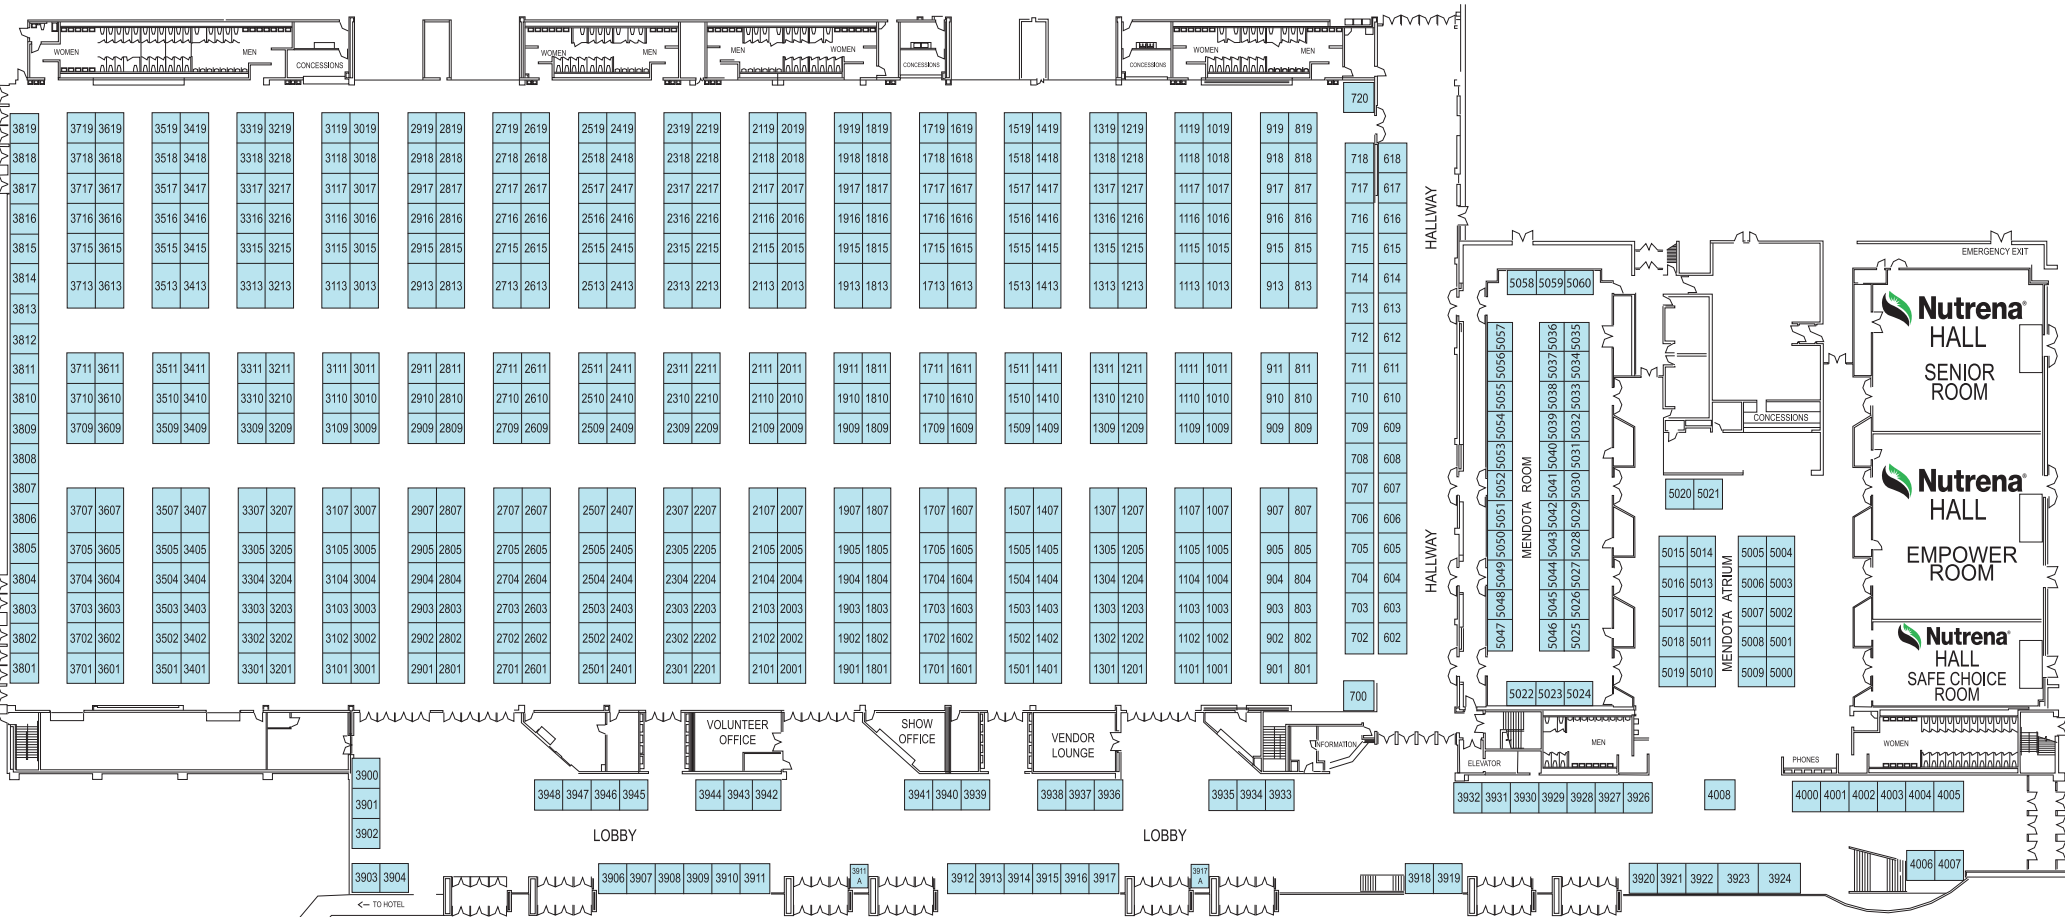 WOMEN MEN CONCESSIONS WOMEN MEN MEN WOMEN CONCESSIONS CONCESSIONS WOMEN MEN
720
3819 3719 3619 3519 3419 3319 3219 3119 3019 2919 2819 2719 2619 2519 2419 2319 2219 2119 2019 1919 1819 1719 1619 1519 1419 1319 1219 1119 1019 919 819
3818 3718 3618 3518 3418 3318 3218 3118 3018 2918 2818 2718 2618 2518 2418 2318 2218 2118 2018 1918 1818 1718 1618 1518 1418 1318 1218 1118 1018 918 818 718 618
3817 3717 3617 3517 3417 3317 3217 3117 3017 2917 2817 2717 2617 2517 2417 2317 2217 2117 2017 1917 1817 1717 1617 1517 1417 1317 1217 1117 1017 917 817 717 617
3816 3716 3616 3516 3416 3316 3216 3116 3016 2916 2816 2716 2616 2516 2416 2316 2216 2116 2016 1916 1816 1716 1616 1516 1416 1316 1216 1116 1016 916 816 716 616
3815 3715 3615 3515 3415 3315 3215 3115 3015 2915 2815 2715 2615 2515 2415 2315 2215 2115 2015 1915 1815 1715 1615 1515 1415 1315 1215 1115 1015 915 815 715 615
3814 3713 3613 3513 3413 3313 3213 3113 3013 2913 2813 2713 2613 2513 2413 2313 2213 2113 2013 1913 1813 1713 1613 1513 1413 1313 1213 1113 1013 913 813 714 614
3813 713 613
3812 712 612
3811 3711 3611 3511 3411 3311 3211 3111 3011 2911 2811 2711 2611 2511 2411 2311 2211 2111 2011 1911 1811 1711 1611 1511 1411 1311 1211 1111 1011 911 811 711 611
3810 3710 3610 3510 3410 3310 3210 3110 3010 2910 2810 2710 2610 2510 2410 2310 2210 2110 2010 1910 1810 1710 1610 1510 1410 1310 1210 1110 1010 910 810 710 610
3809 3709 3609 3509 3409 3309 3209 3109 3009 2909 2809 2709 2609 2509 2409 2309 2209 2109 2009 1909 1809 1709 1609 1509 1409 1309 1209 1109 1009 909 809 709 609
3808 708 608
3807 707 607
3806 3707 3607 3507 3407 3307 3207 3107 3007 2907 2807 2707 2607 2507 2407 2307 2207 2107 2007 1907 1807 1707 1607 1507 1407 1307 1207 1107 1007 907 807 706 606
3805 3705 3605 3505 3405 3305 3205 3105 3005 2905 2805 2705 2605 2505 2405 2305 2205 2105 2005 1905 1805 1705 1605 1505 1405 1305 1205 1105 1005 905 805 705 605
3804 3704 3604 3504 3404 3304 3204 3104 3004 2904 2804 2704 2604 2504 2404 2304 2204 2104 2004 1904 1804 1704 1604 1504 1404 1304 1204 1104 1004 904 804 704 604
3803 3703 3603 3503 3403 3303 3203 3103 3003 2903 2803 2703 2603 2503 2403 2303 2203 2103 2003 1903 1803 1703 1603 1503 1403 1303 1203 1103 1003 903 803 703 603
3802 3702 3602 3502 3402 3302 3202 3102 3002 2902 2802 2702 2602 2502 2402 2302 2202 2102 2002 1902 1802 1702 1602 1502 1402 1302 1202 1102 1002 902 802 702 602
3801 3701 3601 3501 3401 3301 3201 3101 3001 2901 2801 2701 2601 2501 2401 2301 2201 2101 2001 1901 1801 1701 1601 1501 1401 1301 1201 1101 1001 901 801
700
HALLWAY
HALLWAY
5058 5059 5060
5057 5056 5055 5054 5053 5052 5051 5050 5049 5048 5047
MENDOTA ROOM
5036 5037 5038 5039 5040 5041 5042 5043 5044 5045 5046
5035 5034 5033 5032 5031 5030 5029 5028 5027 5026 5025
5022 5023 5024
CONCESSIONS
5020 5021
5015 5014 5005 5004
5016 5013 5006 5003
5017 5012 5007 5002
5018 5011 5008 5001
5019 5010 5009 5000
MENDOTA ATRIUM
EMERGENCY EXIT
Nutrena®
HALL
SENIOR
ROOM
Nutrena®
HALL
EMPOWER
ROOM
Nutrena®
HALL
SAFE CHOICE
ROOM
VOLUNTEER
OFFICE
SHOW
OFFICE
VENDOR
LOUNGE
INFORMATION
ELEVATOR
MEN
PHONES
WOMEN
3900
3901
3902
3903 3904
3948 3947 3946 3945 3944 3943 3942 3941 3940 3939 3938 3937 3936 3935 3934 3933 3932 3931 3930 3929 3928 3927 3926 4008 4000 4001 4002 4003 4004 4005
LOBBY LOBBY
3906 3907 3908 3909 3910 3911
3911
A
3912 3913 3914 3915 3916 3917
3917
A
3918 3919 3920 3921 3922 3923 3924
4006 4007
<– TO HOTEL